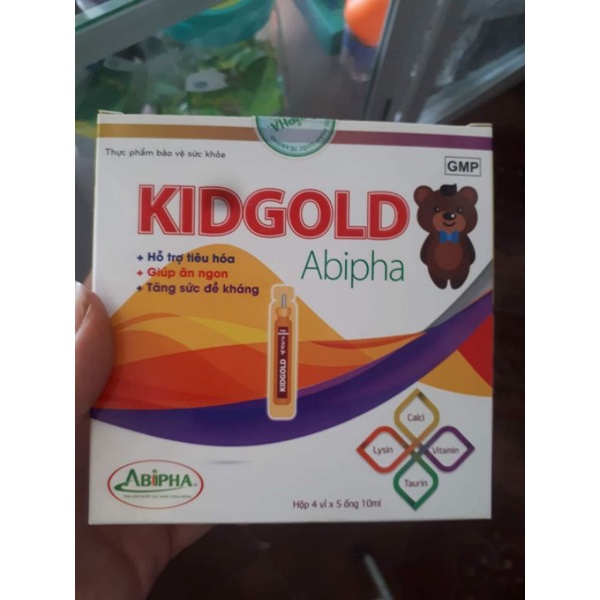 Thực phẩm bảo vệ sức khỏe
GMP
KIDGOLD
Abipha
+ Hỗ trợ tiêu hóa
+ Giúp ăn ngon
+ Tăng sức đề kháng
KIDGOLD
Calci
Lysin
Vitamin
Taurin
ABIPHA
Hộp 4 vỉ x 5 ống 10ml